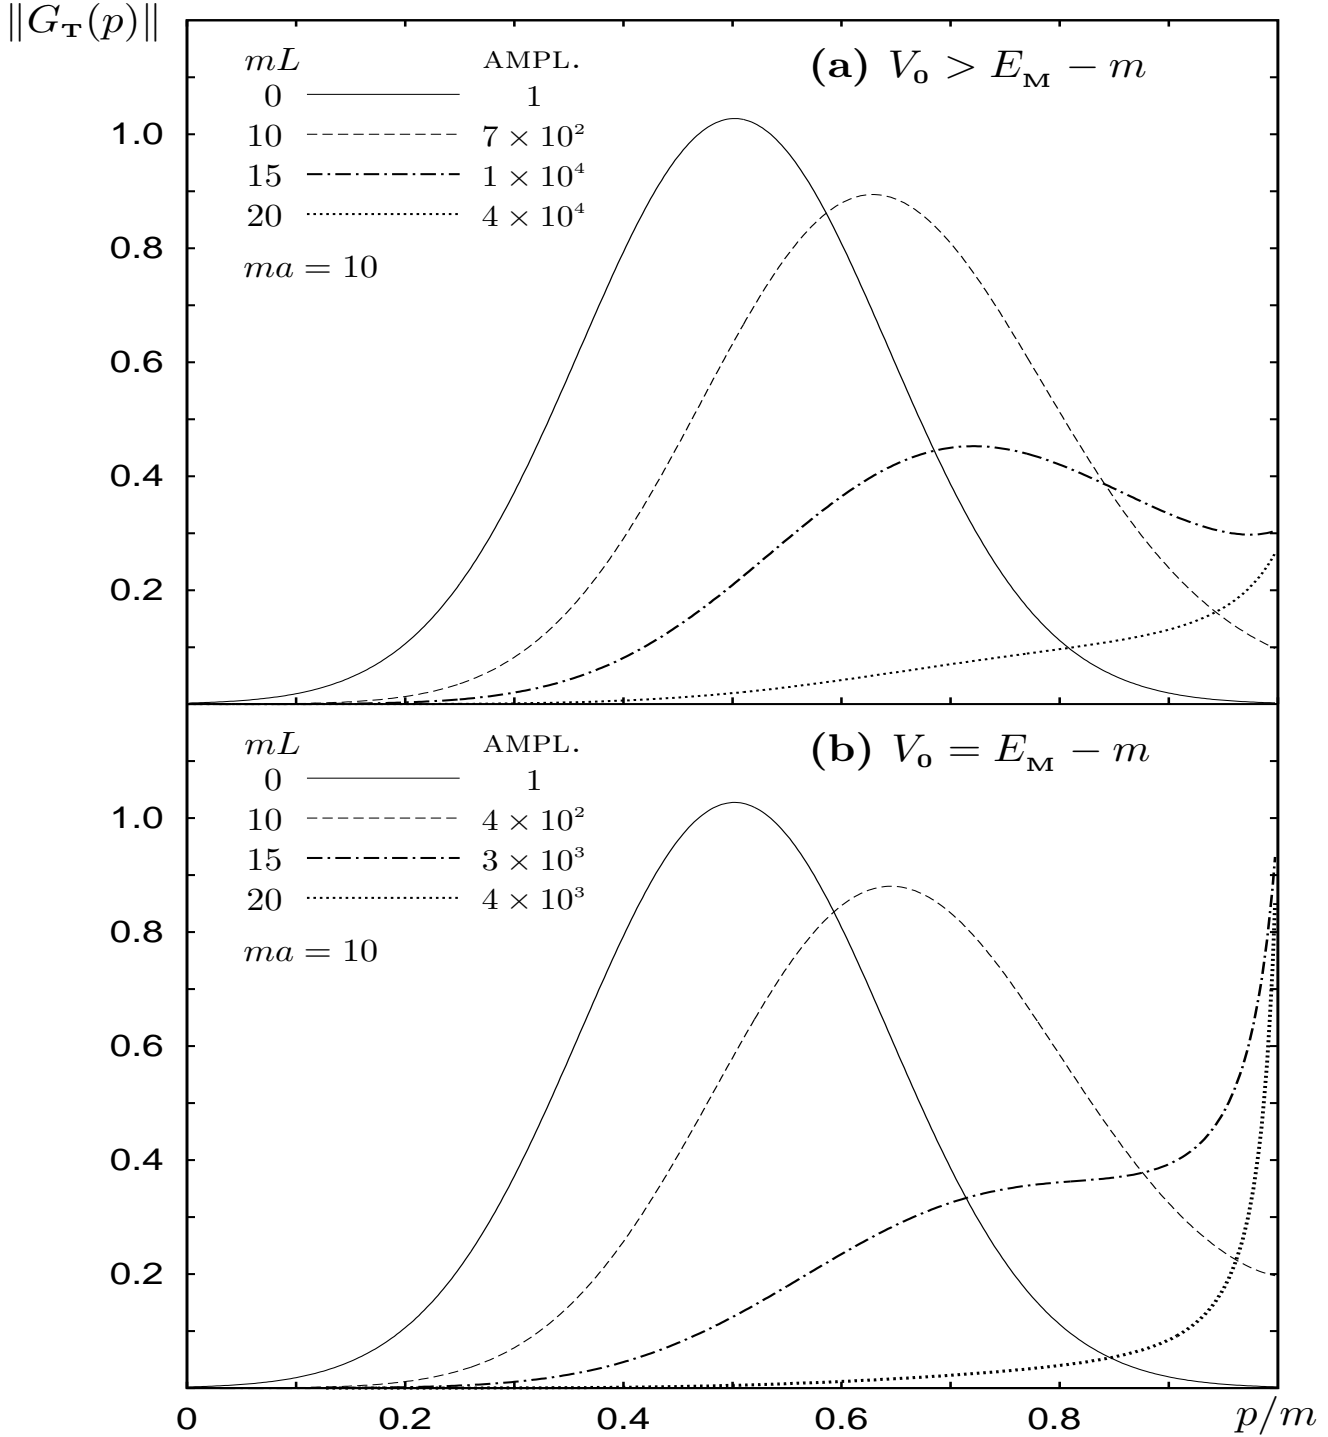 ‖G_T(p)‖
(a) V₀ > E_M − m
mL AMPL.
0 1
10 7 × 10²
15 1 × 10⁴
20 4 × 10⁴
ma = 10
1.0
0.8
0.6
0.4
0.2
(b) V₀ = E_M − m
mL AMPL.
0 1
10 4 × 10²
15 3 × 10³
20 4 × 10³
ma = 10
1.0
0.8
0.6
0.4
0.2
0 0.2 0.4 0.6 0.8 p/m